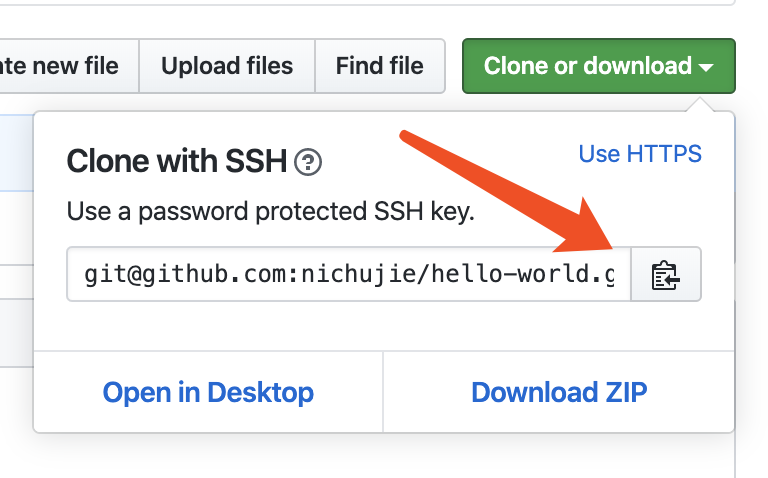 ate new file Upload files Find file Clone or download
Clone with SSH ? Use HTTPS
Use a password protected SSH key.
git@github.com:nichujie/hello-world.g
Open in Desktop Download ZIP